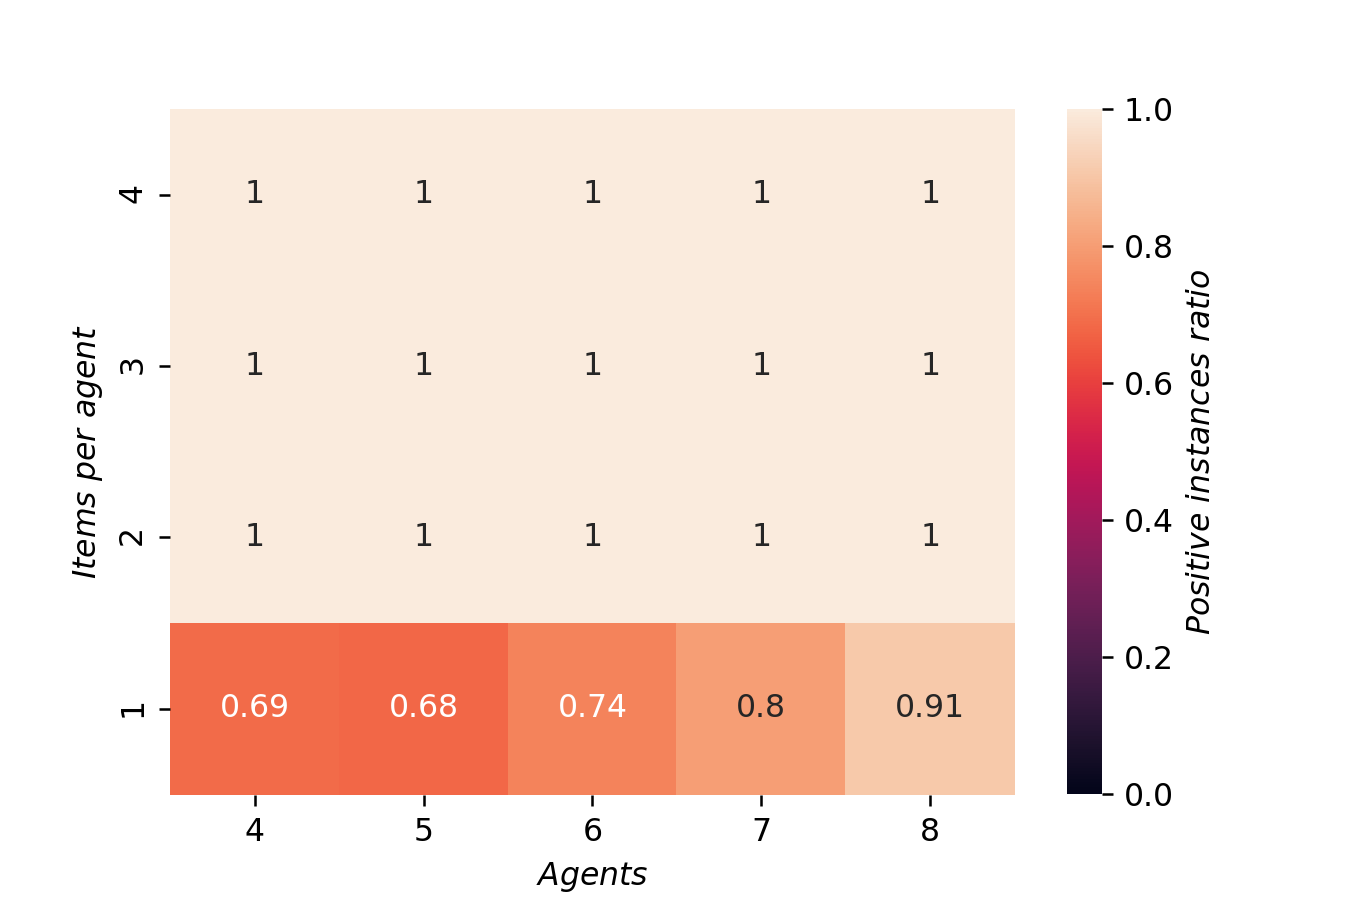 1.0
4 1 1 1 1 1
0.8
3 1 1 1 1 1
0.6
2 1 1 1 1 1
0.4
0.2
1 0.69 0.68 0.74 0.8 0.91
0.0
4 5 6 7 8
Agents
Items per agent
Positive instances ratio